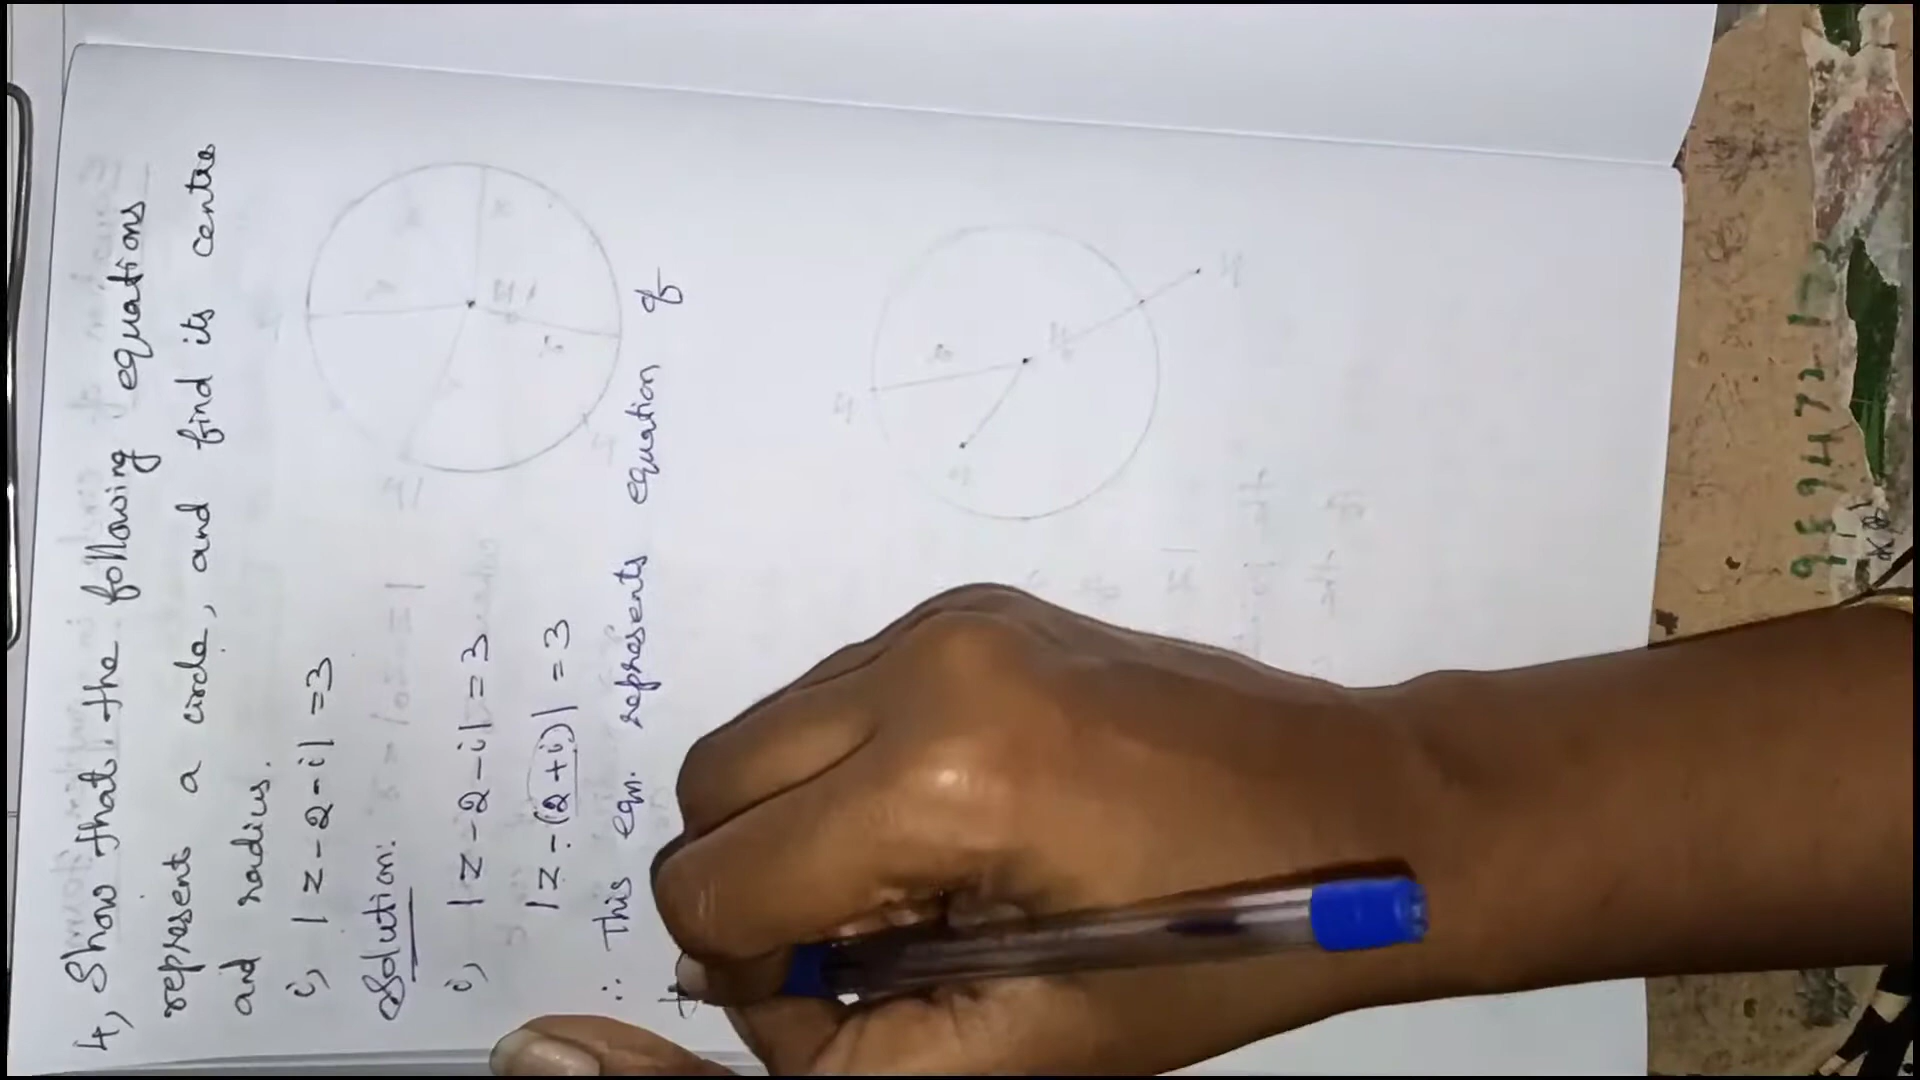 4, Show that the following equations
represent a circle, and find its centre
and radius.
i, |z-2-i|=3
Solution:
i, |z-2-i|=3
|z-(2+i)|=3
∴ This eqn. represents equation of